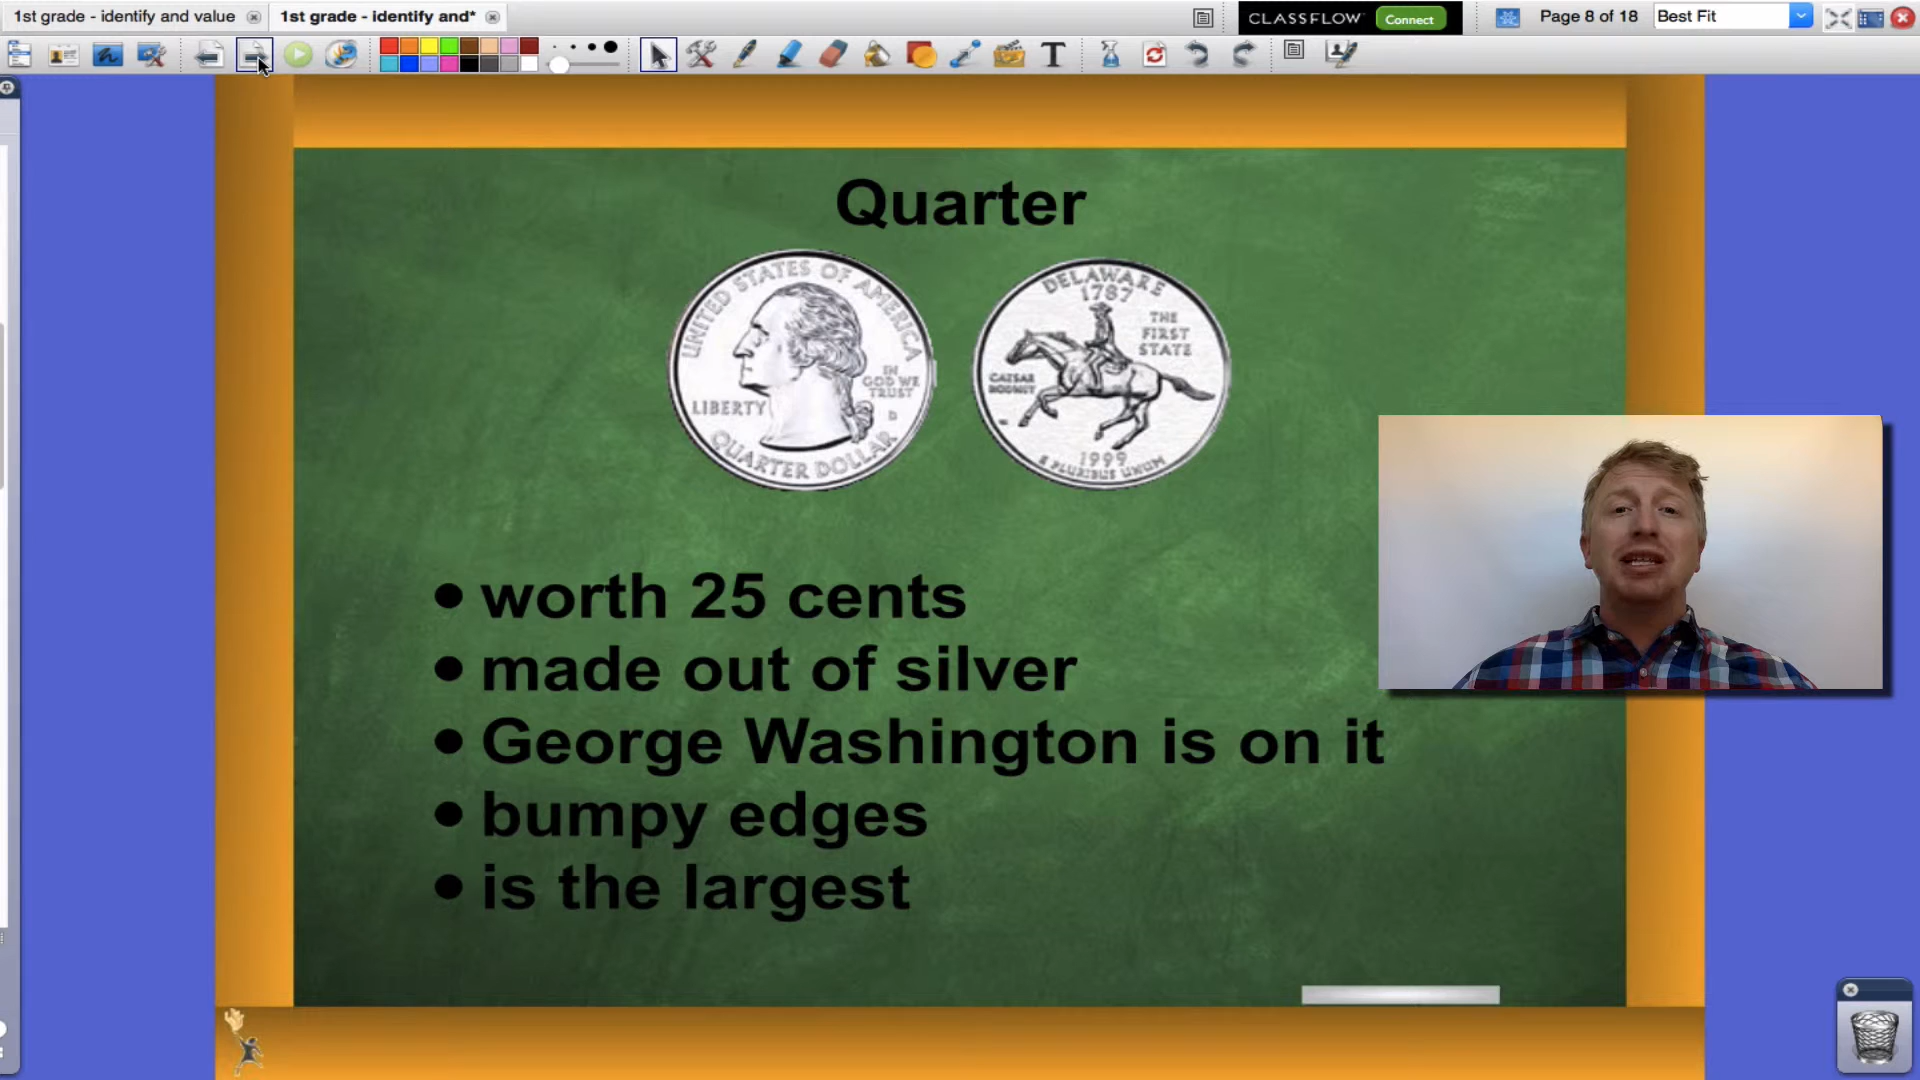 1st grade - identify and value
1st grade - identify and*
CLASSFLOW
Connect
Page 8 of 18
Best Fit
T
Quarter
UNITED STATES OF AMERICA
IN
GOD WE
TRUST
LIBERTY
D
QUARTER DOLLAR
DELAWARE
1787
THE
FIRST
STATE
CAESAR
RODNEY
1999
E PLURIBUS UNUM
• worth 25 cents
• made out of silver
• George Washington is on it
• bumpy edges
• is the largest